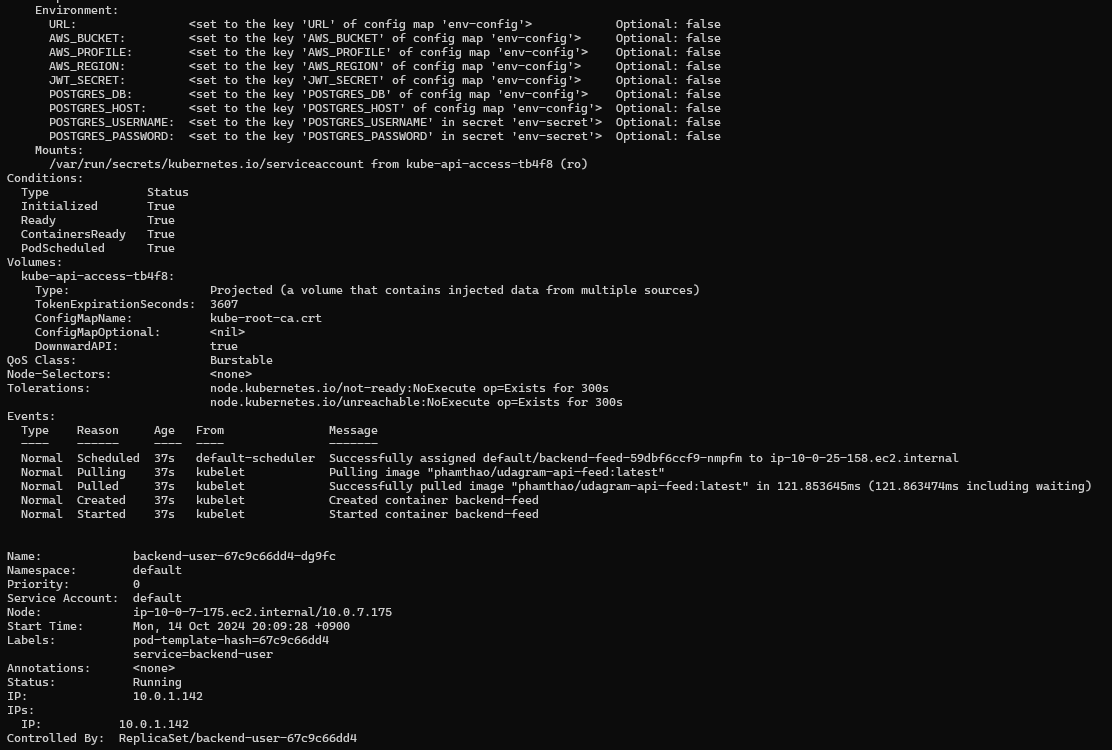 Environment:
      URL:                <set to the key 'URL' of config map 'env-config'>            Optional: false
      AWS_BUCKET:         <set to the key 'AWS_BUCKET' of config map 'env-config'>     Optional: false
      AWS_PROFILE:        <set to the key 'AWS_PROFILE' of config map 'env-config'>    Optional: false
      AWS_REGION:         <set to the key 'AWS_REGION' of config map 'env-config'>     Optional: false
      JWT_SECRET:         <set to the key 'JWT_SECRET' of config map 'env-config'>     Optional: false
      POSTGRES_DB:        <set to the key 'POSTGRES_DB' of config map 'env-config'>    Optional: false
      POSTGRES_HOST:      <set to the key 'POSTGRES_HOST' of config map 'env-config'>  Optional: false
      POSTGRES_USERNAME:  <set to the key 'POSTGRES_USERNAME' in secret 'env-secret'>  Optional: false
      POSTGRES_PASSWORD:  <set to the key 'POSTGRES_PASSWORD' in secret 'env-secret'>  Optional: false
    Mounts:
      /var/run/secrets/kubernetes.io/serviceaccount from kube-api-access-tb4f8 (ro)
Conditions:
  Type              Status
  Initialized       True
  Ready             True
  ContainersReady   True
  PodScheduled      True
Volumes:
  kube-api-access-tb4f8:
    Type:                    Projected (a volume that contains injected data from multiple sources)
    TokenExpirationSeconds:  3607
    ConfigMapName:           kube-root-ca.crt
    ConfigMapOptional:       <nil>
    DownwardAPI:             true
QoS Class:                   Burstable
Node-Selectors:              <none>
Tolerations:                 node.kubernetes.io/not-ready:NoExecute op=Exists for 300s
                             node.kubernetes.io/unreachable:NoExecute op=Exists for 300s
Events:
  Type    Reason     Age   From               Message
  ----    ------     ----  ----               -------
  Normal  Scheduled  37s   default-scheduler  Successfully assigned default/backend-feed-59dbf6ccf9-nmpfm to ip-10-0-25-158.ec2.internal
  Normal  Pulling    37s   kubelet            Pulling image "phamthao/udagram-api-feed:latest"
  Normal  Pulled     37s   kubelet            Successfully pulled image "phamthao/udagram-api-feed:latest" in 121.853645ms (121.863474ms including waiting)
  Normal  Created    37s   kubelet            Created container backend-feed
  Normal  Started    37s   kubelet            Started container backend-feed
Name:             backend-user-67c9c66dd4-dg9fc
Namespace:        default
Priority:         0
Service Account:  default
Node:             ip-10-0-7-175.ec2.internal/10.0.7.175
Start Time:       Mon, 14 Oct 2024 20:09:28 +0900
Labels:           pod-template-hash=67c9c66dd4
                  service=backend-user
Annotations:      <none>
Status:           Running
IP:               10.0.1.142
IPs:
  IP:           10.0.1.142
Controlled By:  ReplicaSet/backend-user-67c9c66dd4